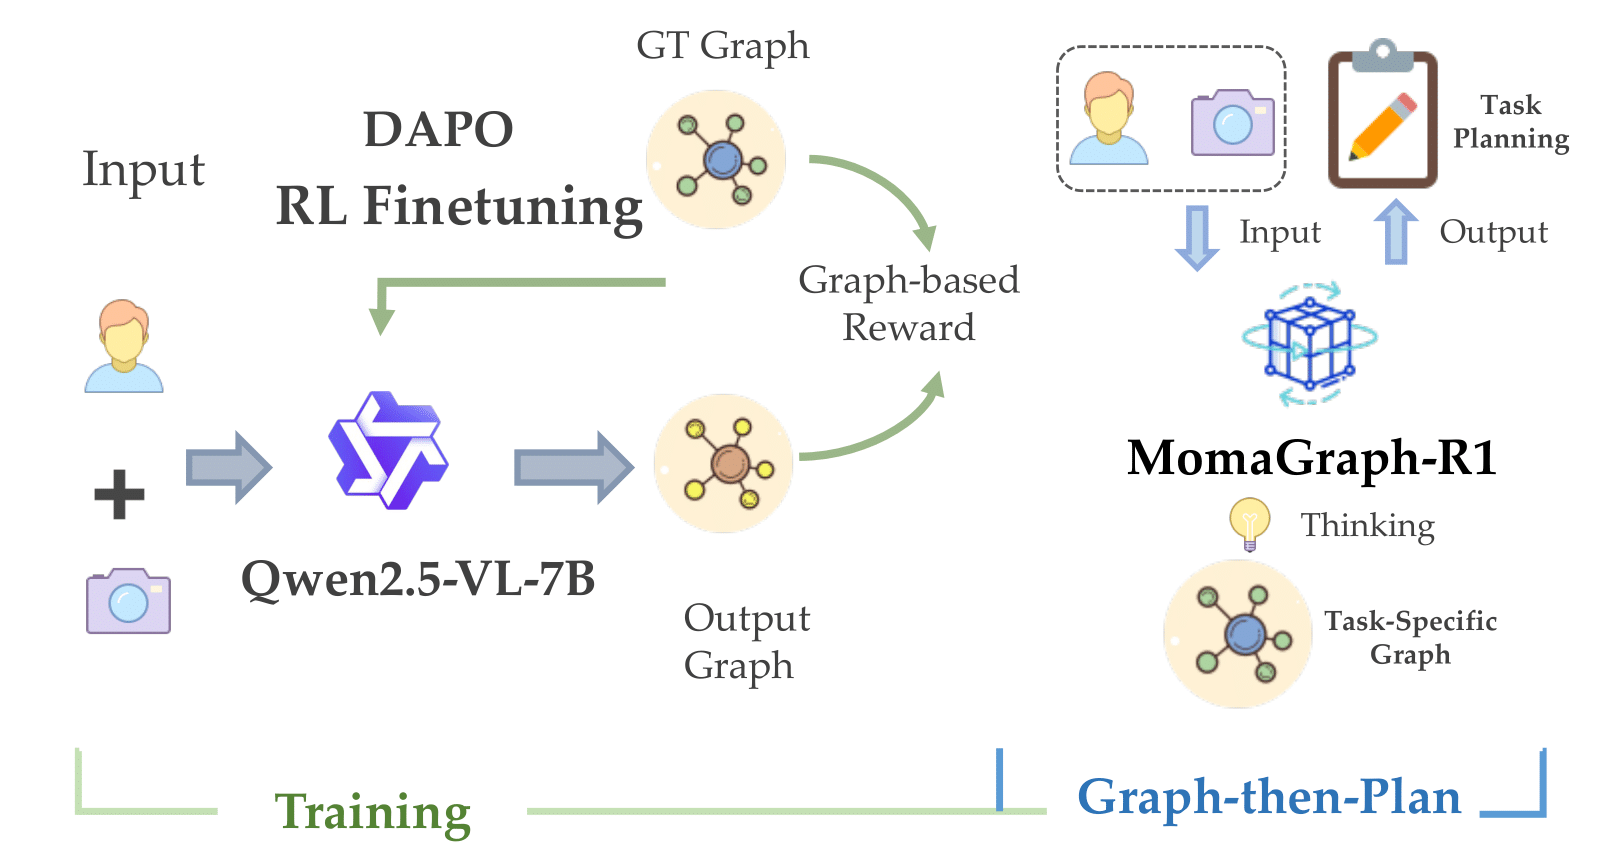 Input
DAPO
RL Finetuning
GT Graph
Graph-based
Reward
Qwen2.5-VL-7B
Output
Graph
Training
Task
Planning
Input
Output
MomaGraph-R1
Thinking
Task-Specific
Graph
Graph-then-Plan